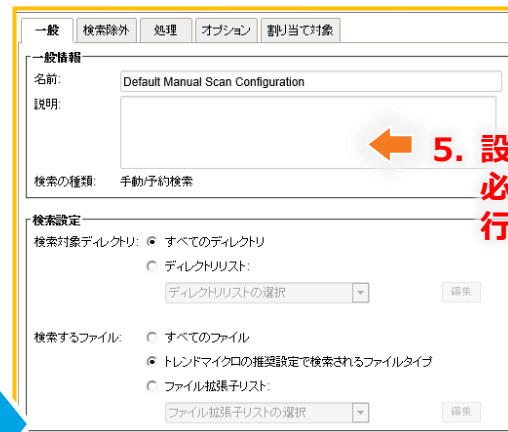 一般 検索除外 処理 オプション 割り当て対象
一般情報
名前: Default Manual Scan Configuration
説明:
5. 設
必
行
検索の種類: 手動/予約検索
検索設定
検索対象ディレクトリ: すべてのディレクトリ
ディレクトリリスト:
ディレクトリリストの選択 編集
検索するファイル: すべてのファイル
トレンドマイクロの推奨設定で検索されるファイルタイプ
ファイル拡張子リスト:
ファイル拡張子リストの選択 編集